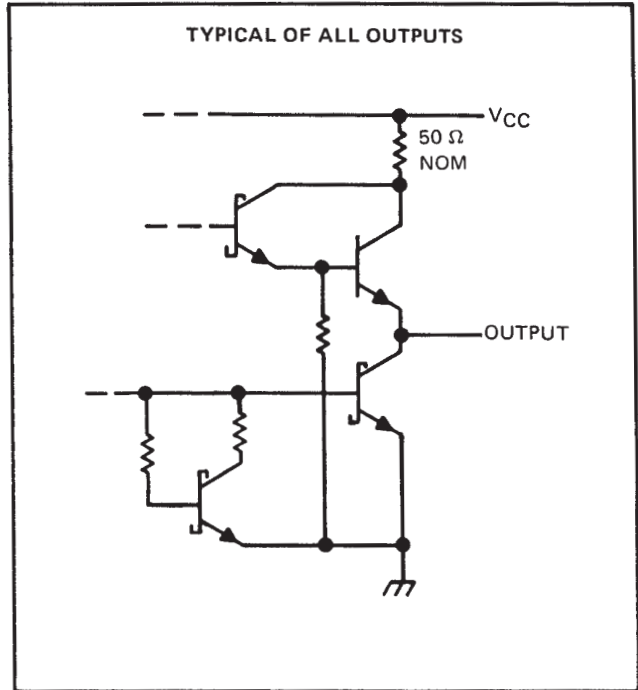 TYPICAL OF ALL OUTPUTS
VCC
50 Ω
NOM
OUTPUT